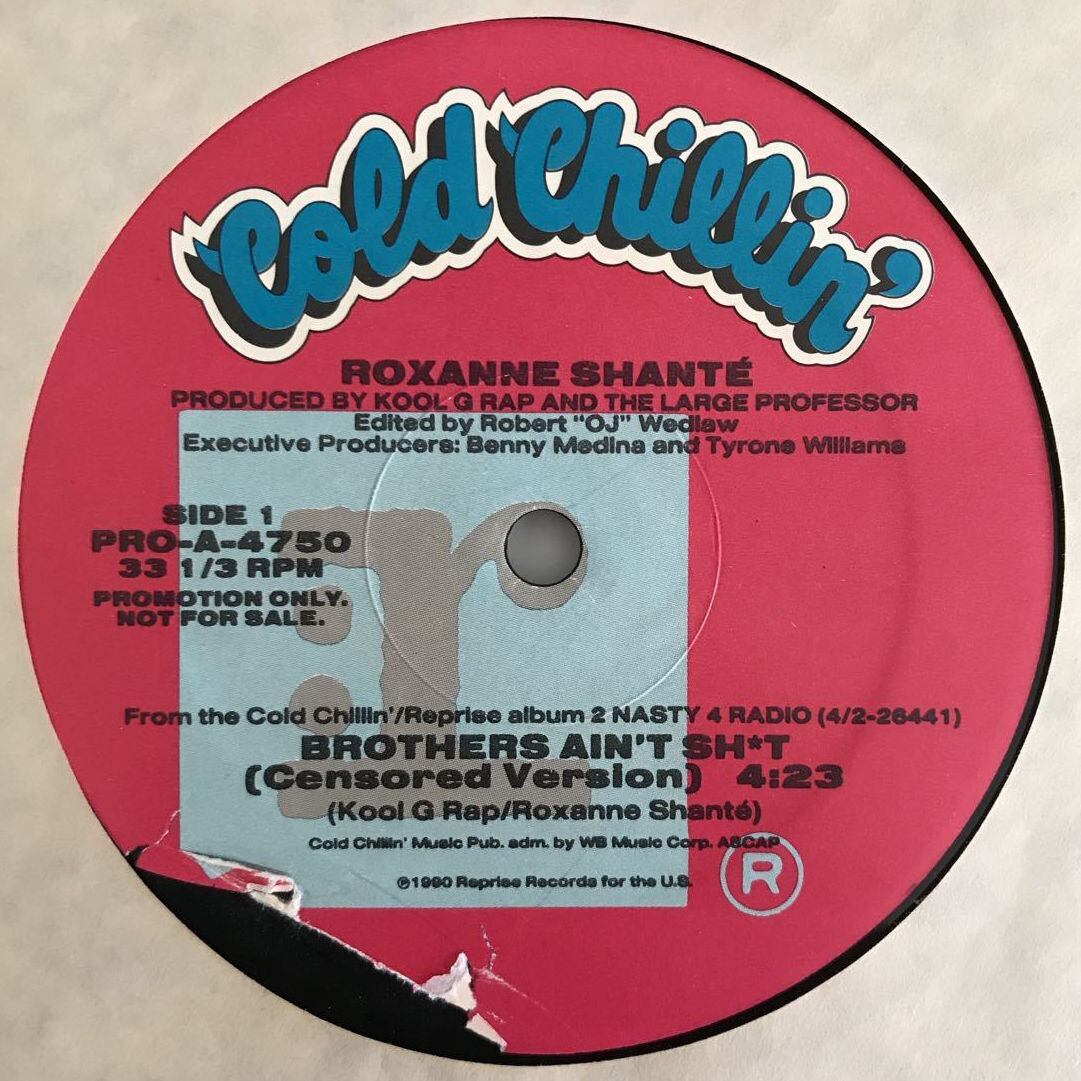 Cold Chillin'
ROXANNE SHANTÉ
PRODUCED BY KOOL G RAP AND THE LARGE PROFESSOR
Edited by Robert "OJ" Wedlaw
Executive Producers: Benny Medina and Tyrone Williams
SIDE 1
PRO-A-4750
33 1/3 RPM
PROMOTION ONLY.
NOT FOR SALE.
r:
From the Cold Chillin'/Reprise album 2 NASTY 4 RADIO (4/2-26441)
BROTHERS AIN'T SH*T
(Censored Version) 4:23
(Kool G Rap/Roxanne Shanté)
Cold Chillin' Music Pub. adm. by WB Music Corp. ASCAP
℗1990 Reprise Records for the U.S.
R